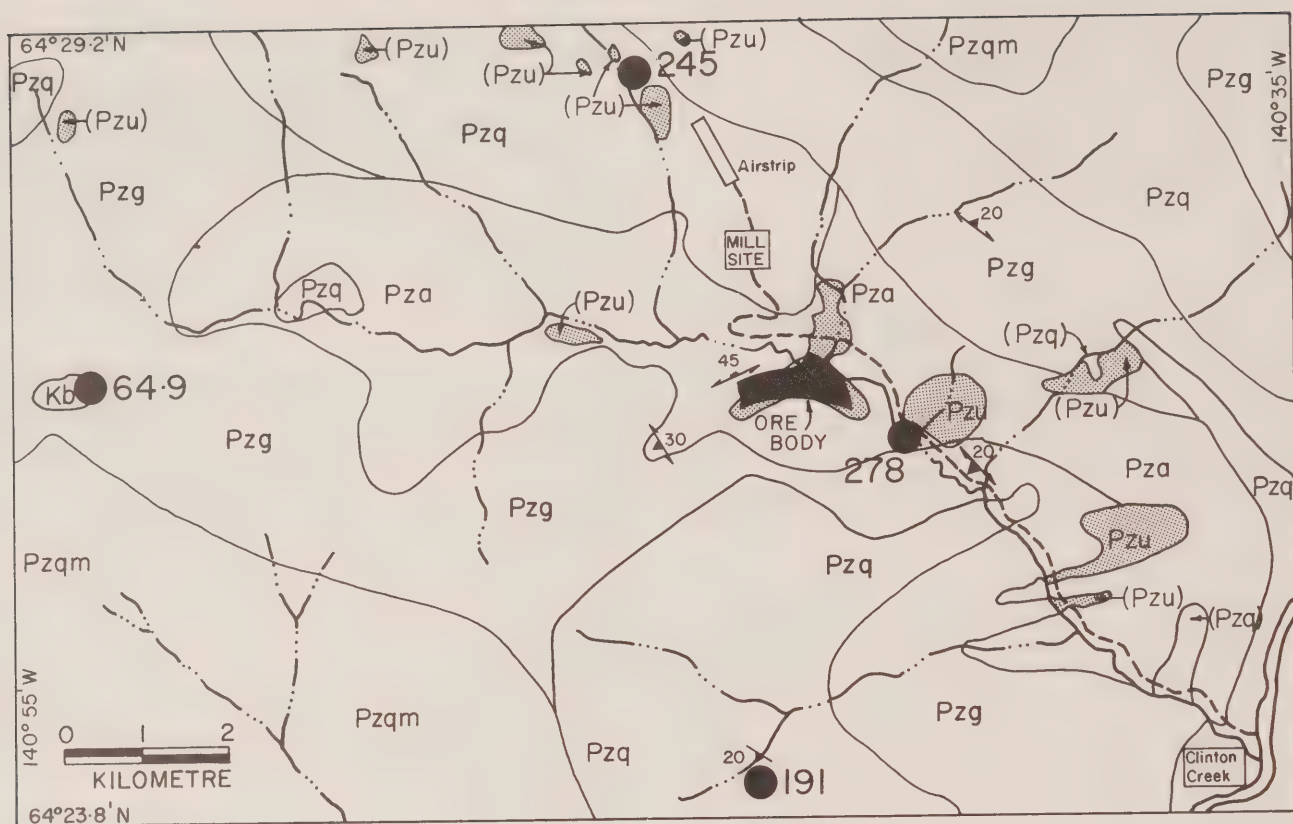 64°29.2'N
(Pzu)
(Pzu)
(Pzu)
245
(Pzu)
Pzqm
Pzg
140°35'W
Pzq
(Pzu)
(Pzu)
Pzq
Airstrip
Pzg
Pzq
20
MILL
SITE
Pzg
Pzq
Pza
(Pzu)
Pza
(Pzq)
45
Kb
64.9
Pzu
(Pzu)
ORE
BODY
Pzg
30
278
20
Pza
Pzq
Pzg
Pzu
Pzqm
Pzq
(Pzu)
(Pzq)
140°55'W
0 1 2
KILOMETRE
Pzqm
Pzg
Pzq
20
191
Clinton
Creek
64°23.8'N